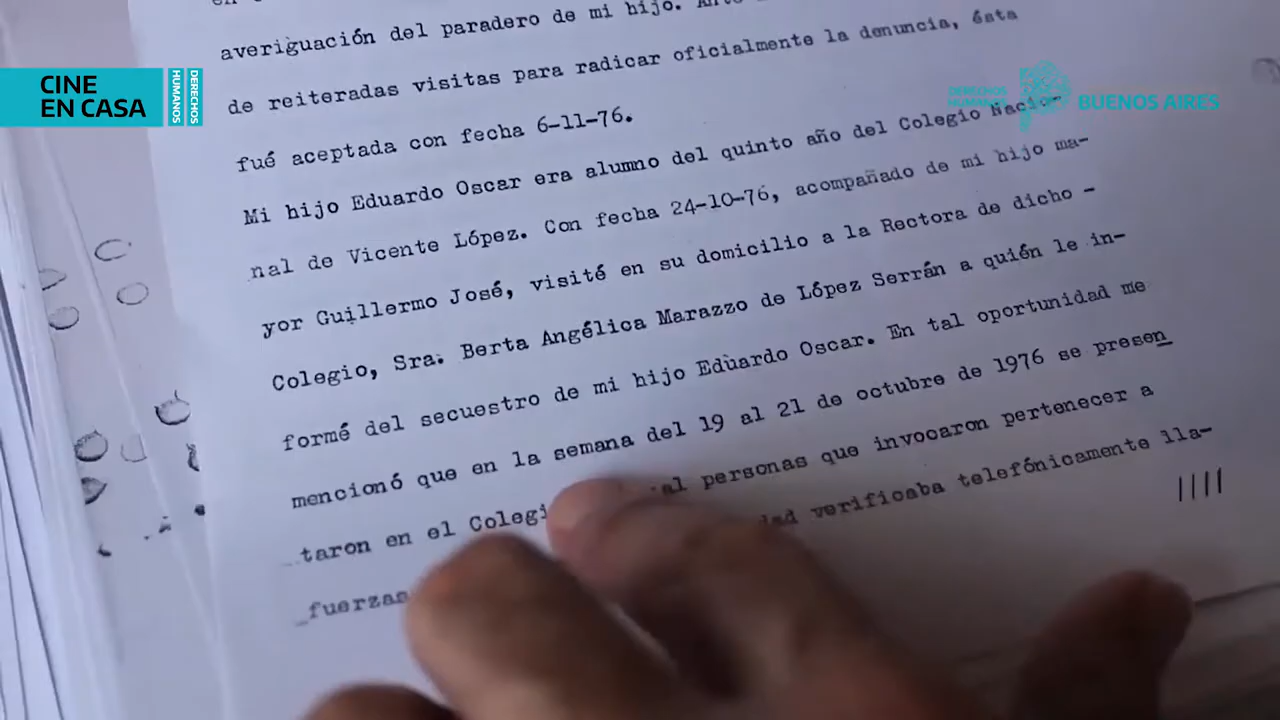 CINE
EN CASA
DERECHOS
HUMANOS
DERECHOS
HUMANOS
BUENOS AIRES
averiguación del paradero de mi hijo.
de reiteradas visitas para radicar oficialmente la denuncia, ésta
fué aceptada con fecha 6-11-76.
Mi hijo Eduardo Oscar era alumno del quinto año del Colegio Nacio-
nal de Vicente López. Con fecha 24-10-76, acompañado de mi hijo ma-
yor Guillermo José, visité en su domicilio a la Rectora de dicho -
Colegio, Sra. Berta Angélica Marazzo de López Serrán a quién le in-
formé del secuestro de mi hijo Eduardo Oscar. En tal oportunidad me
mencionó que en la semana del 19 al 21 de octubre de 1976 se presen
taron en el personas que invocaron pertenecer a
fuerzas verificaba telefónicamente lla-